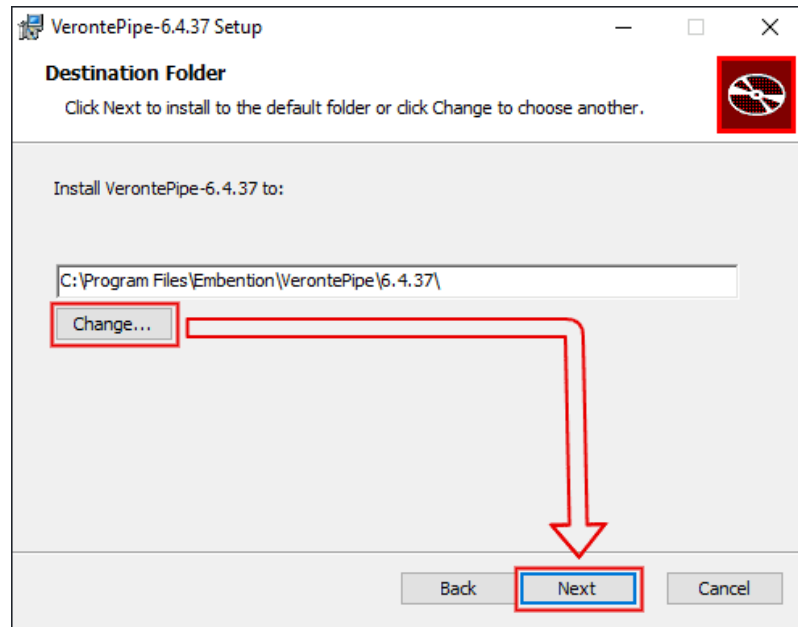 VerontePipe-6.4.37 Setup
Destination Folder
Click Next to install to the default folder or click Change to choose another.
Install VerontePipe-6.4.37 to:
C:\Program Files\Embention\VerontePipe\6.4.37\
Change...
Back Next Cancel